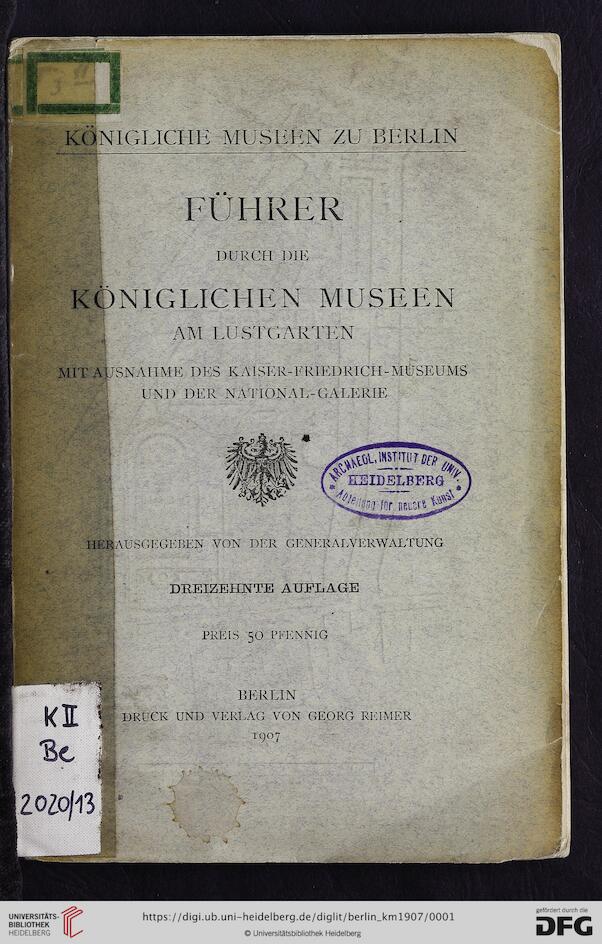 3 II
KÖNIGLICHE MUSEEN ZU BERLIN
FÜHRER
DURCH DIE
KÖNIGLICHEN MUSEEN
AM LUSTGARTEN
MIT AUSNAHME DES KAISER-FRIEDRICH-MUSEUMS
UND DER NATIONAL-GALERIE
ARCHAEOL. INSTITUT DER UNIV.
HEIDELBERG
Abteilung für neuere Kunst
HERAUSGEGEBEN VON DER GENERALVERWALTUNG
DREIZEHNTE AUFLAGE
PREIS 50 PFENNIG
BERLIN
DRUCK UND VERLAG VON GEORG REIMER
1907
K II
Be
2020/13
UNIVERSITÄTS-
BIBLIOTHEK
HEIDELBERG
https://digi.ub.uni-heidelberg.de/diglit/berlin_km1907/0001
© Universitätsbibliothek Heidelberg
gefördert durch die
DFG